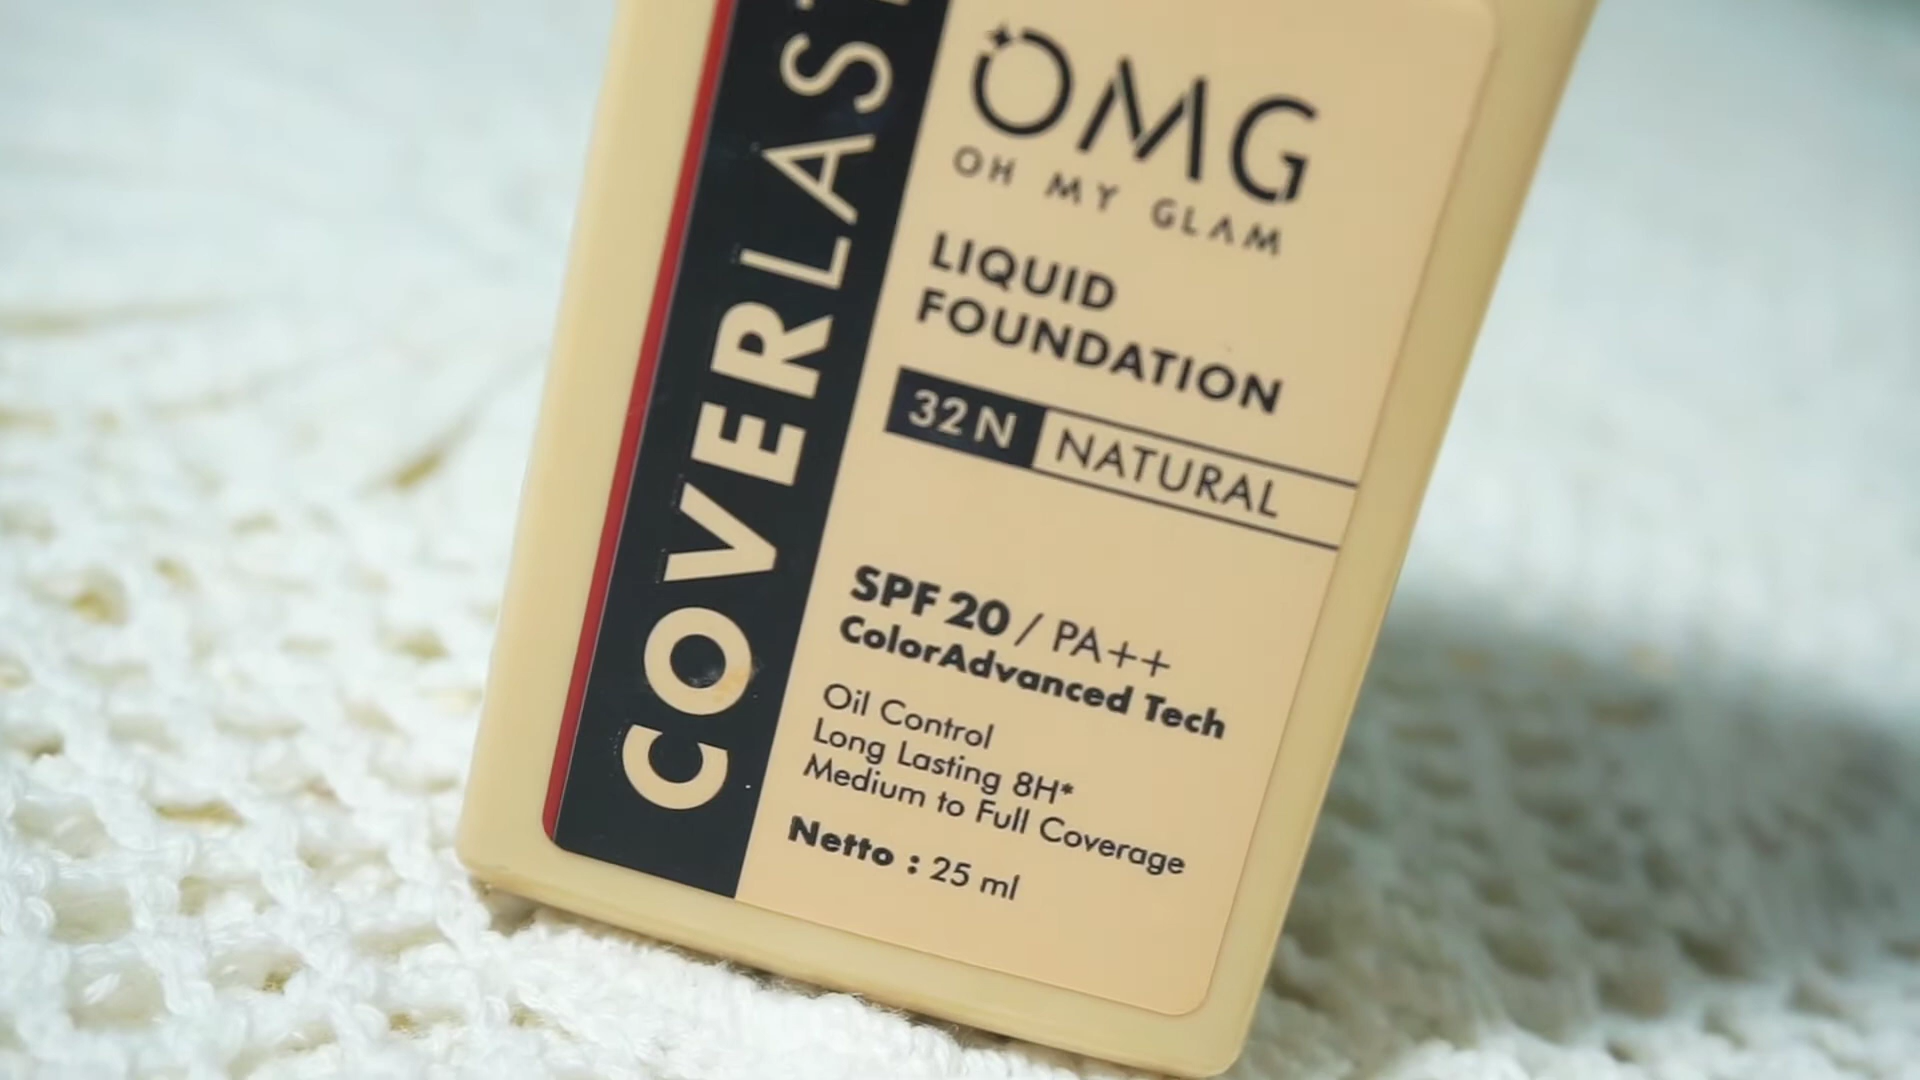 COVERLAST
OMG
OH MY GLAM
LIQUID
FOUNDATION
32N NATURAL
SPF 20 / PA++
ColorAdvanced Tech
Oil Control
Long Lasting 8H*
Medium to Full Coverage
Netto : 25 ml